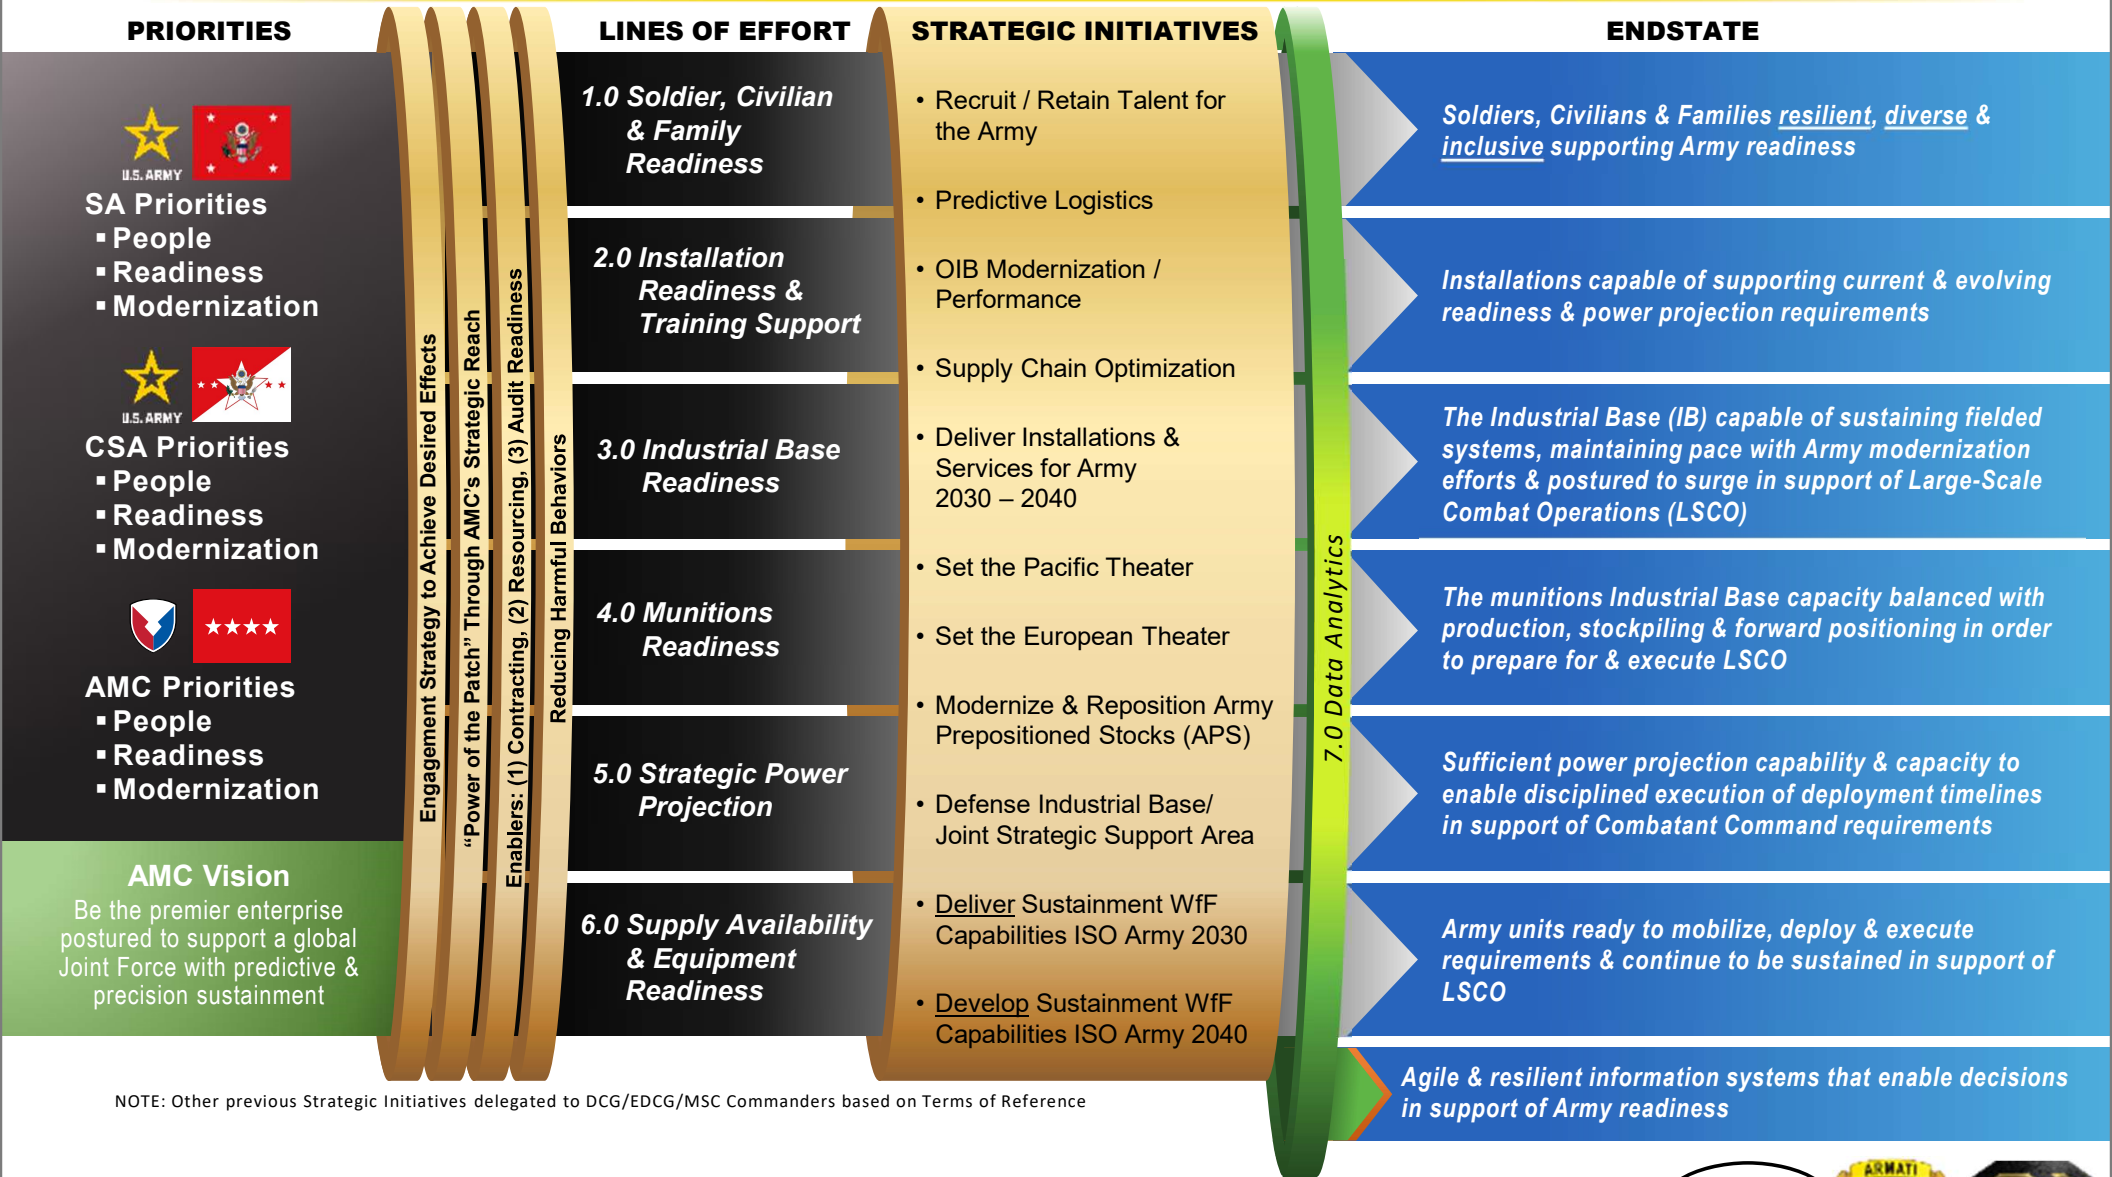 PRIORITIES
U.S. ARMY
SA Priorities
▪ People
▪ Readiness
▪ Modernization
U.S. ARMY
CSA Priorities
▪ People
▪ Readiness
▪ Modernization
AMC Priorities
▪ People
▪ Readiness
▪ Modernization
AMC Vision
Be the premier enterprise
postured to support a global
Joint Force with predictive &
precision sustainment
Engagement Strategy to Achieve Desired Effects
“Power of the Patch” Through AMC’s Strategic Reach
Enablers: (1) Contracting, (2) Resourcing, (3) Audit Readiness
Reducing Harmful Behaviors
LINES OF EFFORT
1.0 Soldier, Civilian
& Family
Readiness
2.0 Installation
Readiness &
Training Support
3.0 Industrial Base
Readiness
4.0 Munitions
Readiness
5.0 Strategic Power
Projection
6.0 Supply Availability
& Equipment
Readiness
STRATEGIC INITIATIVES
• Recruit / Retain Talent for
the Army
• Predictive Logistics
• OIB Modernization /
Performance
• Supply Chain Optimization
• Deliver Installations &
Services for Army
2030 – 2040
• Set the Pacific Theater
• Set the European Theater
• Modernize & Reposition Army
Prepositioned Stocks (APS)
• Defense Industrial Base/
Joint Strategic Support Area
• Deliver Sustainment WfF
Capabilities ISO Army 2030
• Develop Sustainment WfF
Capabilities ISO Army 2040
7.0 Data Analytics
ENDSTATE
Soldiers, Civilians & Families resilient, diverse &
inclusive supporting Army readiness
Installations capable of supporting current & evolving
readiness & power projection requirements
The Industrial Base (IB) capable of sustaining fielded
systems, maintaining pace with Army modernization
efforts & postured to surge in support of Large-Scale
Combat Operations (LSCO)
The munitions Industrial Base capacity balanced with
production, stockpiling & forward positioning in order
to prepare for & execute LSCO
Sufficient power projection capability & capacity to
enable disciplined execution of deployment timelines
in support of Combatant Command requirements
Army units ready to mobilize, deploy & execute
requirements & continue to be sustained in support of
LSCO
Agile & resilient information systems that enable decisions
in support of Army readiness
NOTE: Other previous Strategic Initiatives delegated to DCG/EDCG/MSC Commanders based on Terms of Reference
ARMATI